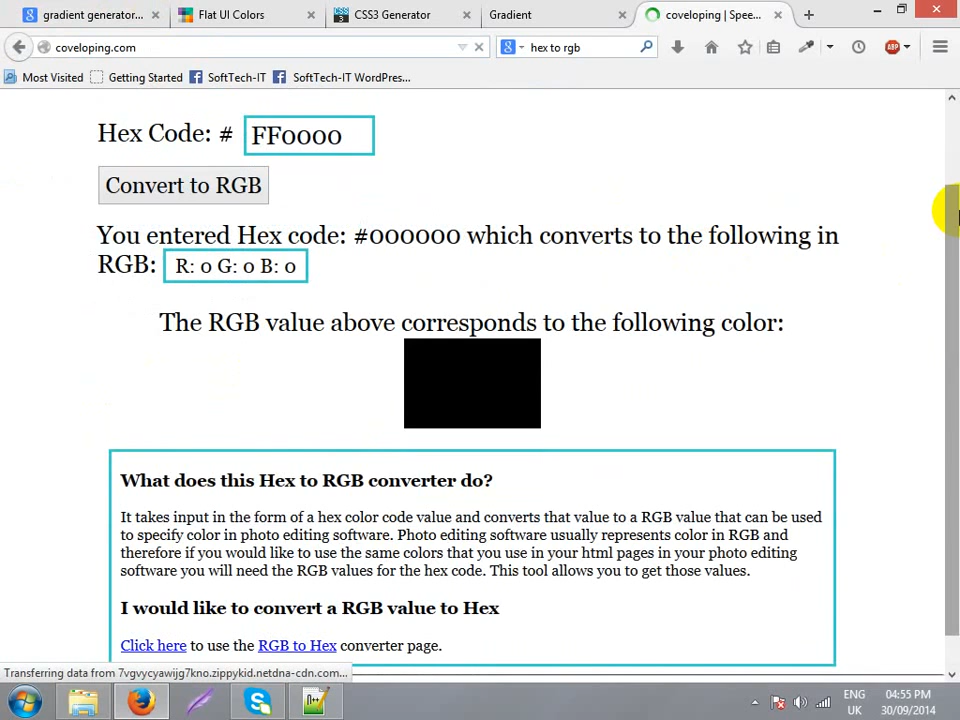 gradient generator...
Flat UI Colors
CSS3 Generator
Gradient
coveloping | Spee...
coveloping.com
hex to rgb
Most Visited
Getting Started
SoftTech-IT
SoftTech-IT WordPres...
Hex Code: # FF0000
Convert to RGB
You entered Hex code: #000000 which converts to the following in
RGB: R: 0 G: 0 B: 0
The RGB value above corresponds to the following color:
What does this Hex to RGB converter do?
It takes input in the form of a hex color code value and converts that value to a RGB value that can be used
to specify color in photo editing software. Photo editing software usually represents color in RGB and
therefore if you would like to use the same colors that you use in your html pages in your photo editing
software you will need the RGB values for the hex code. This tool allows you to get those values.
I would like to convert a RGB value to Hex
Click here to use the RGB to Hex converter page.
Transferring data from 7vgvycyawijg7kno.zippykid.netdna-cdn.com...
ENG 04:55 PM
UK 30/09/2014